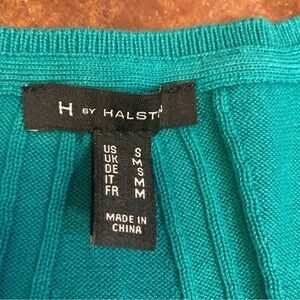 H BY HALST
US S
UK M
DE S
IT M
FR M
MADE IN
CHINA